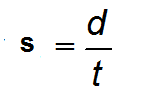 s = d/t